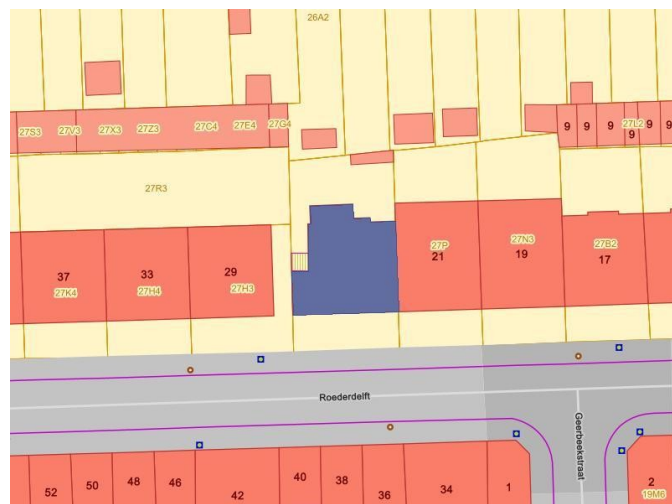 26A2
27S3 27V3 27X3 27Z3 27C4 27E4 27G4
9 9 9 27L2 9 9 9
27R3
37 33 29
27K4 27H4 27H3
27P 27N3 27B2
21 19 17
Roederdelft
Geerbeekstraat
52 50 48 46 42 40 38 36 34 1 2
19M6